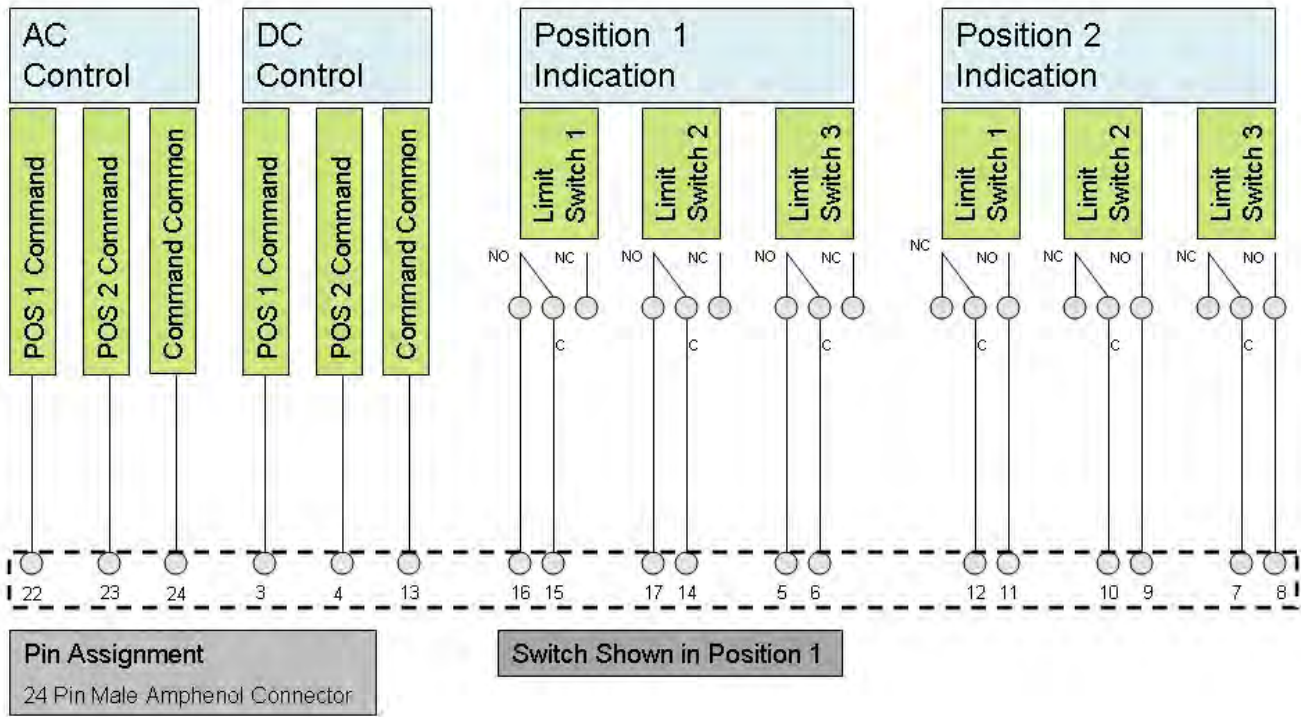 AC
Control
DC
Control
Position 1
Indication
Position 2
Indication
POS 1 Command
POS 2 Command
Command Common
POS 1 Command
POS 2 Command
Command Common
Limit
Switch 1
Limit
Switch 2
Limit
Switch 3
Limit
Switch 1
Limit
Switch 2
Limit
Switch 3
NO NC NO NC NO NC NC NO NC NO NC NO
C C C C C C
22 23 24 3 4 13 16 15 17 14 5 6 12 11 10 9 7 8
Pin Assignment
24 Pin Male Amphenol Connector
Switch Shown in Position 1